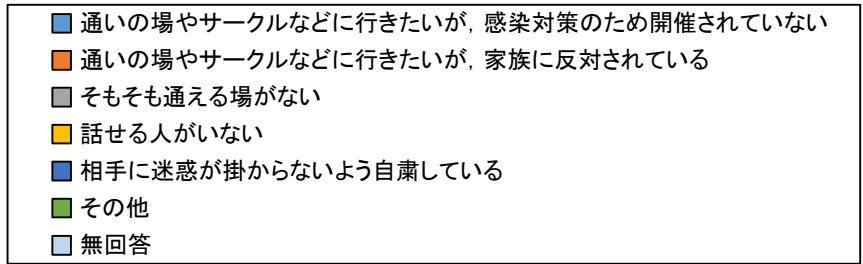 通いの場やサークルなどに行きたいが，感染対策のため開催されていない
通いの場やサークルなどに行きたいが，家族に反対されている
そもそも通える場がない
話せる人がいない
相手に迷惑が掛からないよう自粛している
その他
無回答